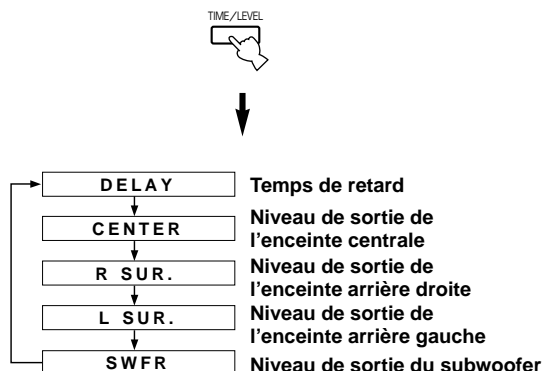 TIME/LEVEL
DELAY Temps de retard
CENTER Niveau de sortie de
l'enceinte centrale
R SUR. Niveau de sortie de
l'enceinte arrière droite
L SUR. Niveau de sortie de
l'enceinte arrière gauche
SWFR Niveau de sortie du subwoofer